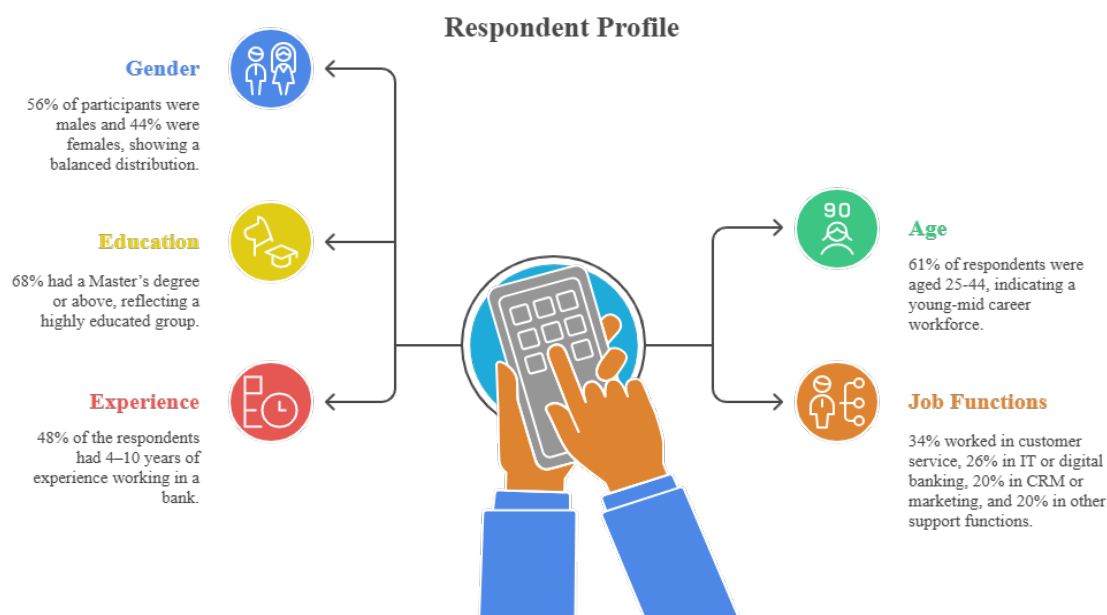 Respondent Profile
Gender
56% of participants were
males and 44% were
females, showing a
balanced distribution.
Education
68% had a Master’s degree
or above, reflecting a
highly educated group.
Experience
48% of the respondents
had 4–10 years of
experience working in a
bank.
90
Age
61% of respondents were
aged 25-44, indicating a
young-mid career
workforce.
Job Functions
34% worked in customer
service, 26% in IT or digital
banking, 20% in CRM or
marketing, and 20% in other
support functions.